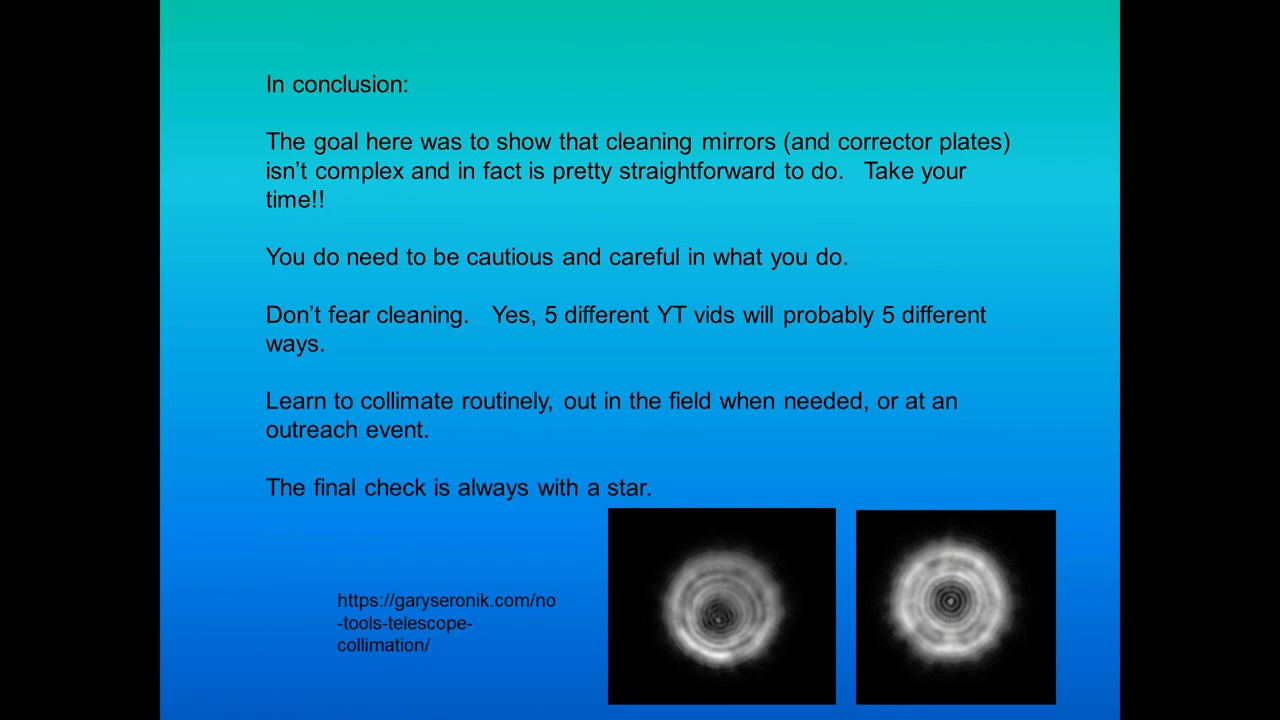 In conclusion:
The goal here was to show that cleaning mirrors (and corrector plates)
isn’t complex and in fact is pretty straightforward to do. Take your
time!!
You do need to be cautious and careful in what you do.
Don’t fear cleaning. Yes, 5 different YT vids will probably 5 different
ways.
Learn to collimate routinely, out in the field when needed, or at an
outreach event.
The final check is always with a star.
https://garyseronik.com/no
-tools-telescope-
collimation/